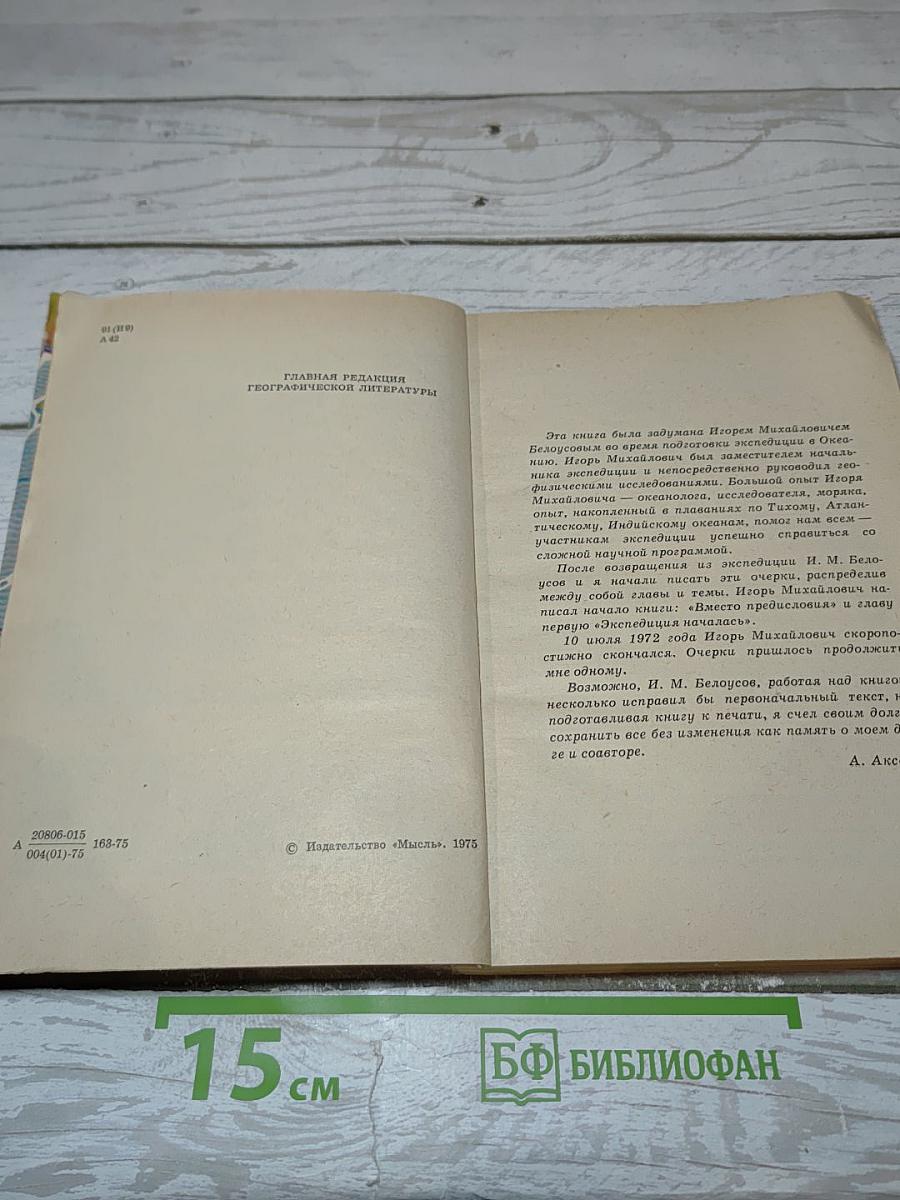 91(И9)
А 42
ГЛАВНАЯ РЕДАКЦИЯ
ГЕОГРАФИЧЕСКОЙ ЛИТЕРАТУРЫ
А 20806-015
004(01)-75 163-75
© Издательство «Мысль». 1975
Эта книга была задумана Игорем Михайловичем
Белоусовым во время подготовки экспедиции в Океа-
нию. Игорь Михайлович был заместителем началь-
ника экспедиции и непосредственно руководил гео-
физическими исследованиями. Большой опыт Игоря
Михайловича — океанолога, исследователя, моряка,
опыт, накопленный в плаваниях по Тихому, Атлан-
тическому, Индийскому океанам, помог нам всем —
участникам экспедиции успешно справиться со
сложной научной программой.
После возвращения из экспедиции И. М. Бело-
усов и я начали писать эти очерки, распределив
между собой главы и темы. Игорь Михайлович на-
писал начало книги: «Вместо предисловия» и главу
первую «Экспедиция началась».
10 июля 1972 года Игорь Михайлович скоропо-
стижно скончался. Очерки пришлось продолжить
мне одному.
Возможно, И. М. Белоусов, работая над книго
несколько исправил бы первоначальный текст, н
подготавливая книгу к печати, я счел своим долг
сохранить все без изменения как память о моем д
ге и соавторе.
А. Аксе
15 см
БФ БИБЛИОФАН